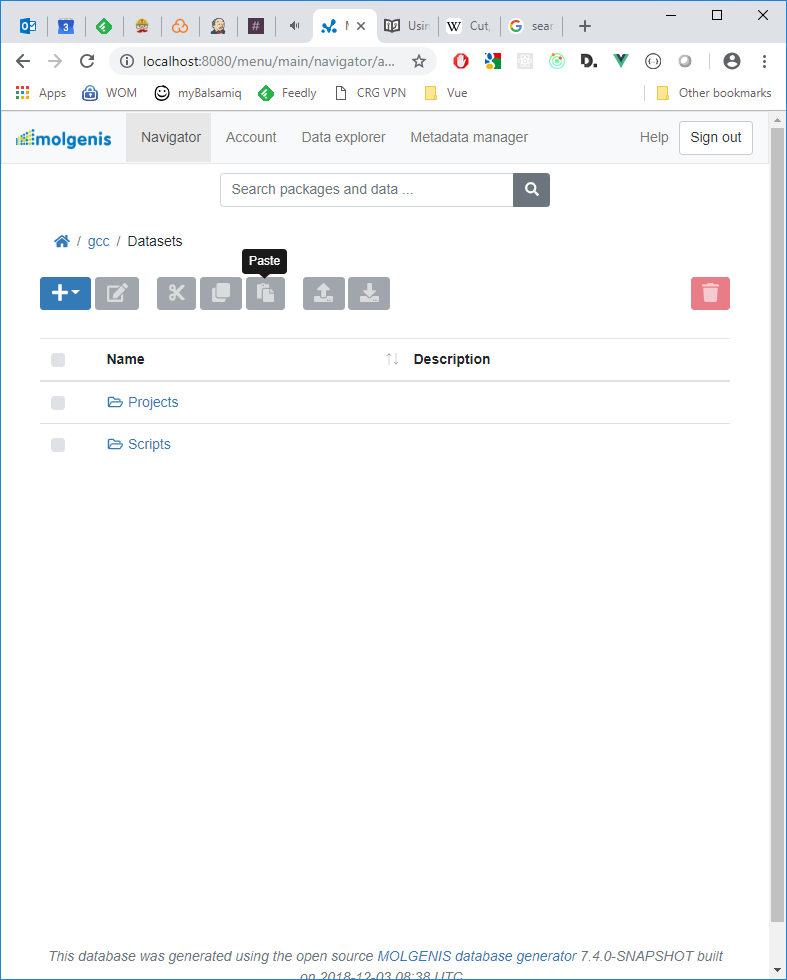 3
#
M
Usin
W Cut,
G sear
localhost:8080/menu/main/navigator/a...
D.
Apps WOM myBalsamiq Feedly CRG VPN Vue Other bookmarks
molgenis Navigator Account Data explorer Metadata manager Help Sign out
Search packages and data ...
/ gcc / Datasets
Paste
Name Description
Projects
Scripts
This database was generated using the open source MOLGENIS database generator 7.4.0-SNAPSHOT built
on 2018-12-03 08:38 UTC